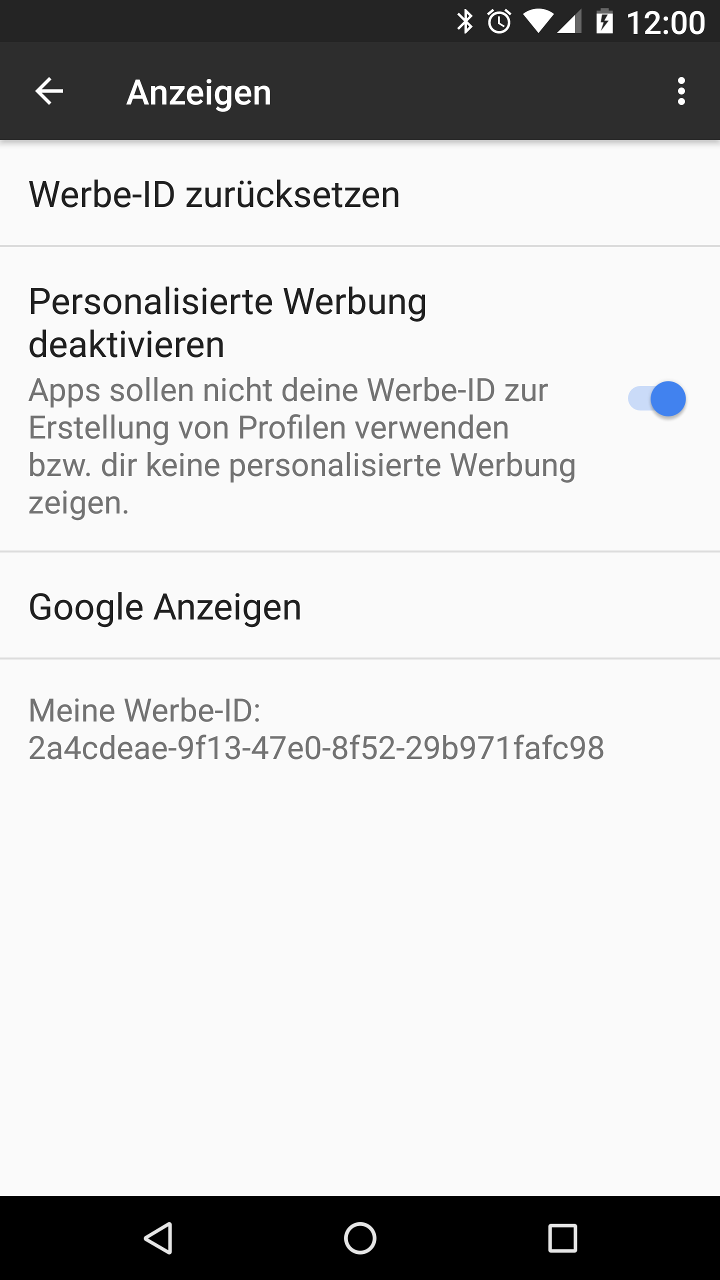 12:00
Anzeigen
Werbe-ID zurücksetzen
Personalisierte Werbung
deaktivieren
Apps sollen nicht deine Werbe-ID zur
Erstellung von Profilen verwenden
bzw. dir keine personalisierte Werbung
zeigen.
Google Anzeigen
Meine Werbe-ID:
2a4cdeae-9f13-47e0-8f52-29b971fafc98